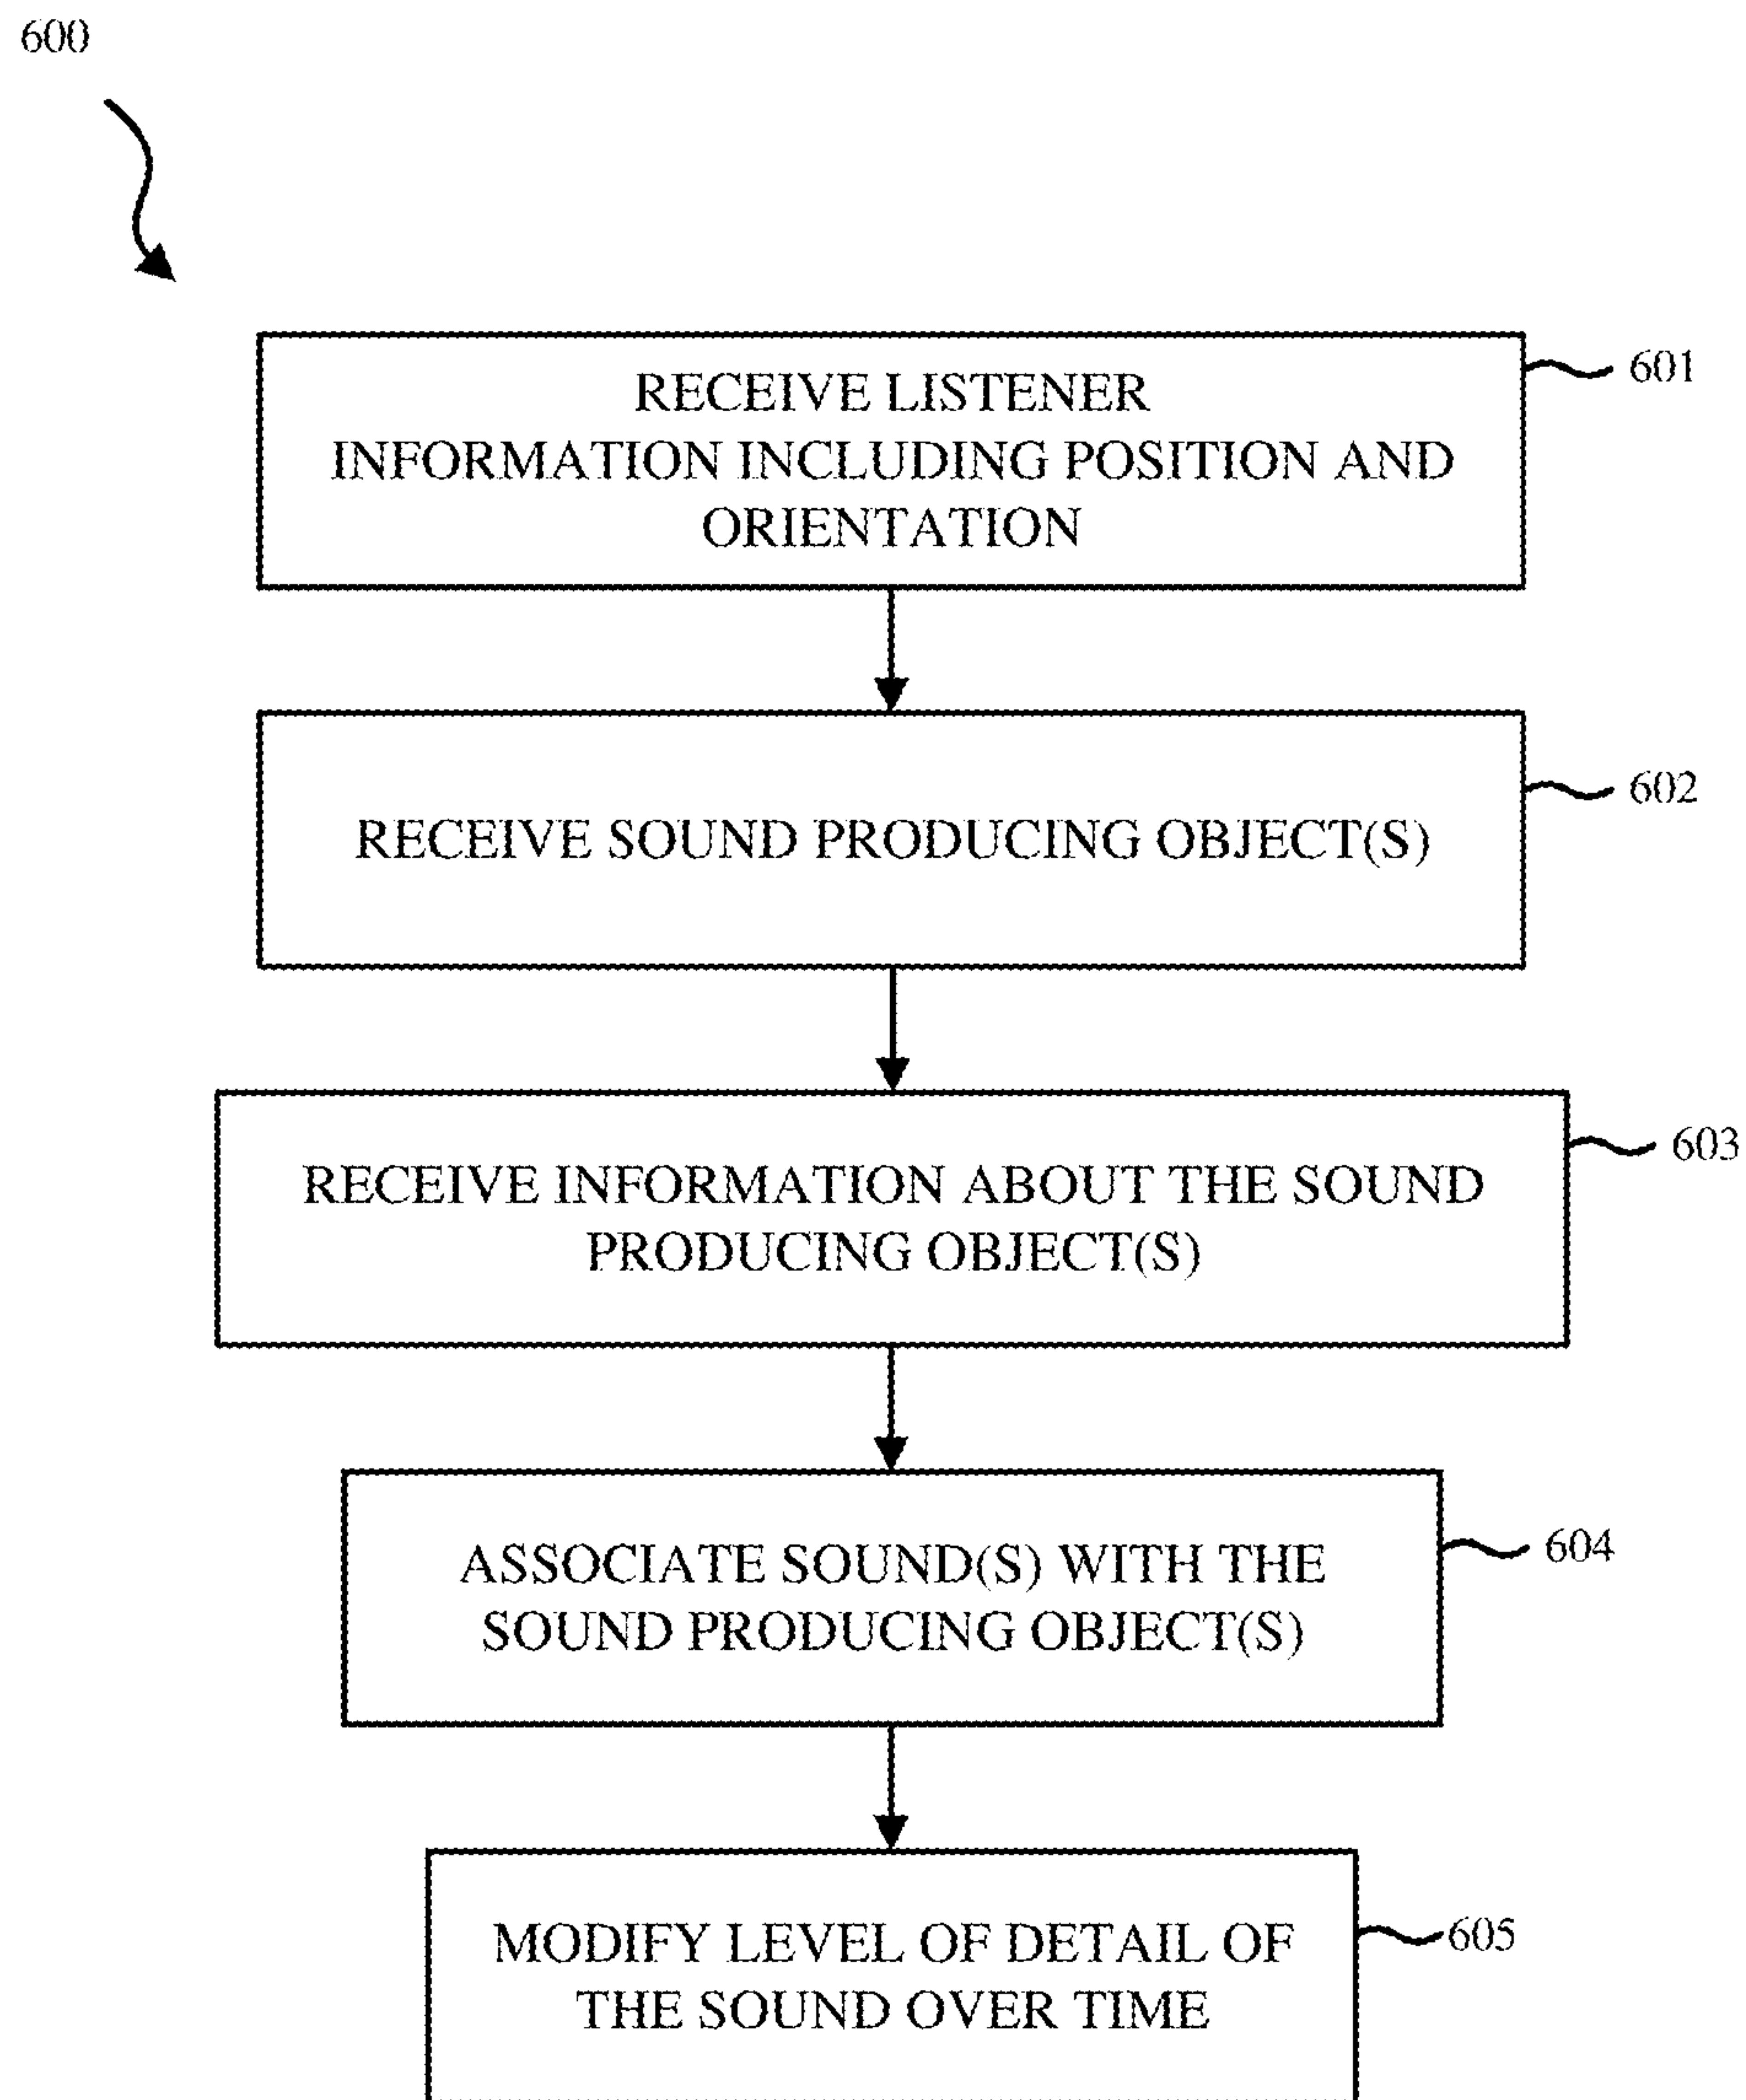 600
RECEIVE LISTENER
INFORMATION INCLUDING POSITION AND
ORIENTATION
601
RECEIVE SOUND PRODUCING OBJECT(S)
602
RECEIVE INFORMATION ABOUT THE SOUND
PRODUCING OBJECT(S)
603
ASSOCIATE SOUND(S) WITH THE
SOUND PRODUCING OBJECT(S)
604
MODIFY LEVEL OF DETAIL OF
THE SOUND OVER TIME
605